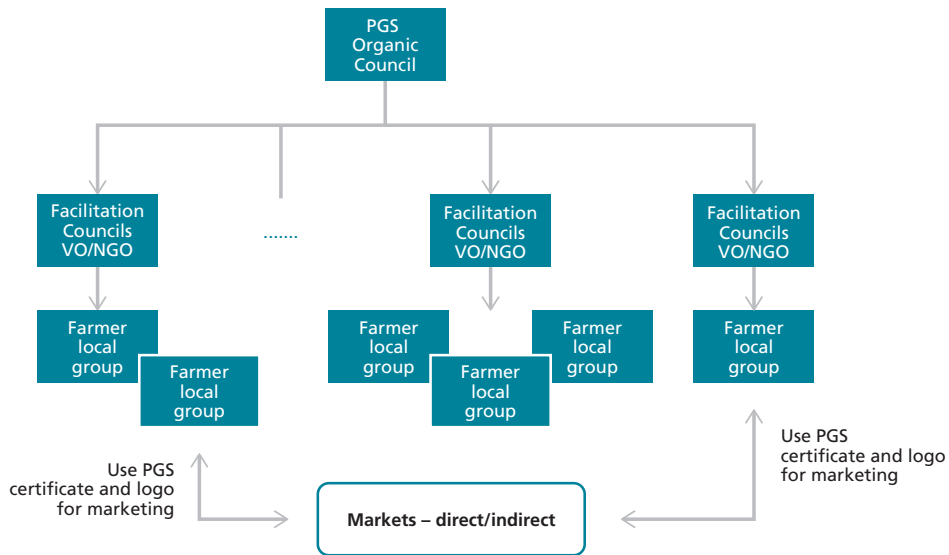 PGS
Organic
Council
Facilitation
Councils
VO/NGO
.......
Facilitation
Councils
VO/NGO
Facilitation
Councils
VO/NGO
Farmer
local
group
Farmer
local
group
Farmer
local
group
Farmer
local
group
Farmer
local
group
Farmer
local
group
Use PGS
certificate and logo
for marketing
Markets – direct/indirect
Use PGS
certificate and logo
for marketing